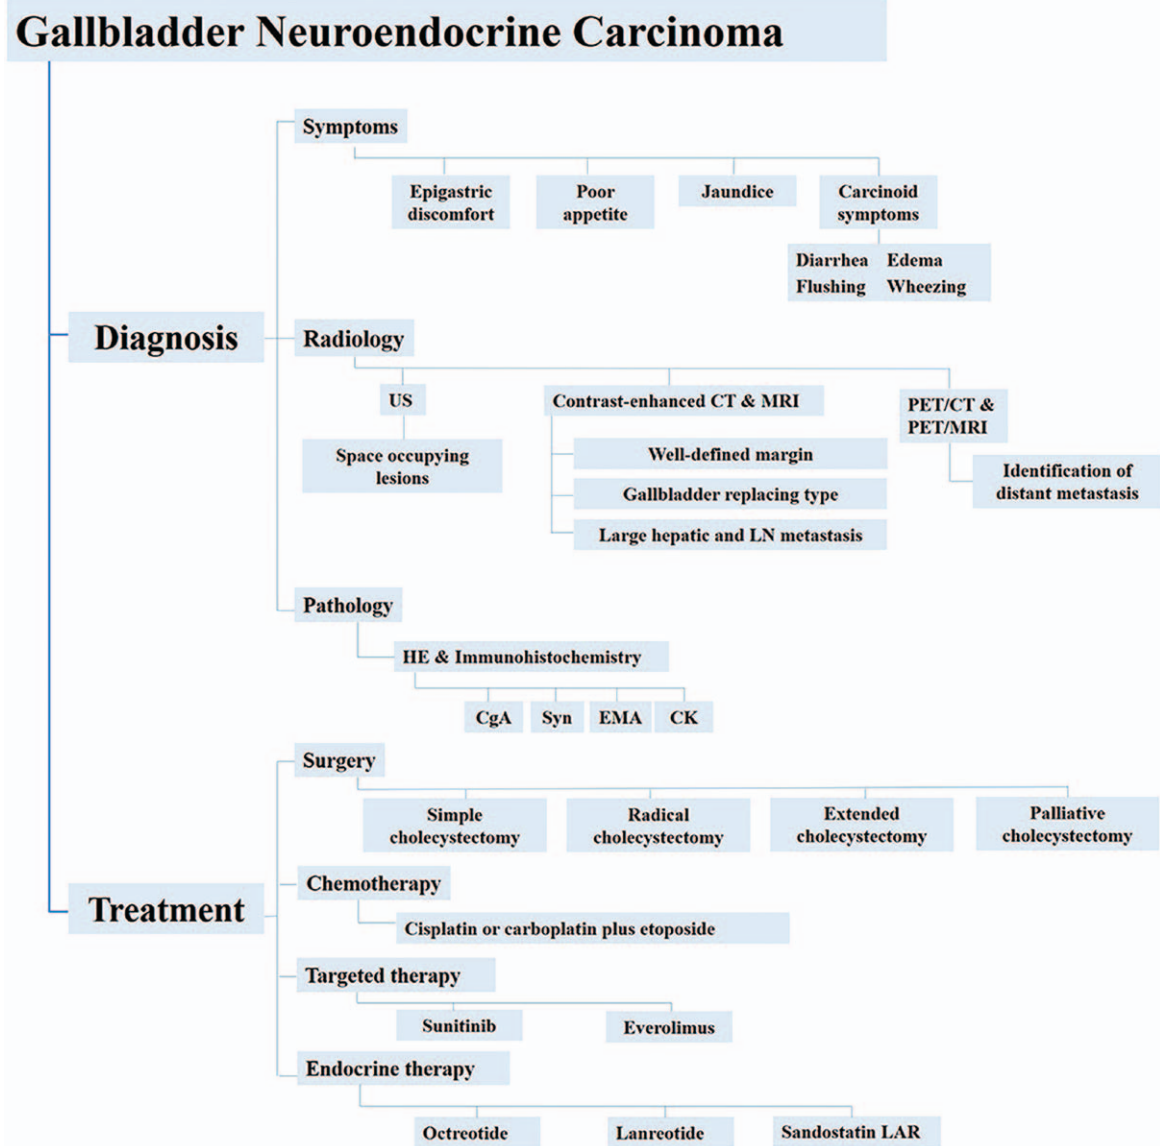 Gallbladder Neuroendocrine Carcinoma
Diagnosis
Symptoms
Epigastric
discomfort
Poor
appetite
Jaundice
Carcinoid
symptoms
Diarrhea Edema
Flushing Wheezing
Radiology
US
Space occupying
lesions
Contrast-enhanced CT & MRI
Well-defined margin
Gallbladder replacing type
Large hepatic and LN metastasis
PET/CT &
PET/MRI
Identification of
distant metastasis
Pathology
HE & Immunohistochemistry
CgA
Syn
EMA
CK
Treatment
Surgery
Simple
cholecystectomy
Radical
cholecystectomy
Extended
cholecystectomy
Palliative
cholecystectomy
Chemotherapy
Cisplatin or carboplatin plus etoposide
Targeted therapy
Sunitinib
Everolimus
Endocrine therapy
Octreotide
Lanreotide
Sandostatin LAR